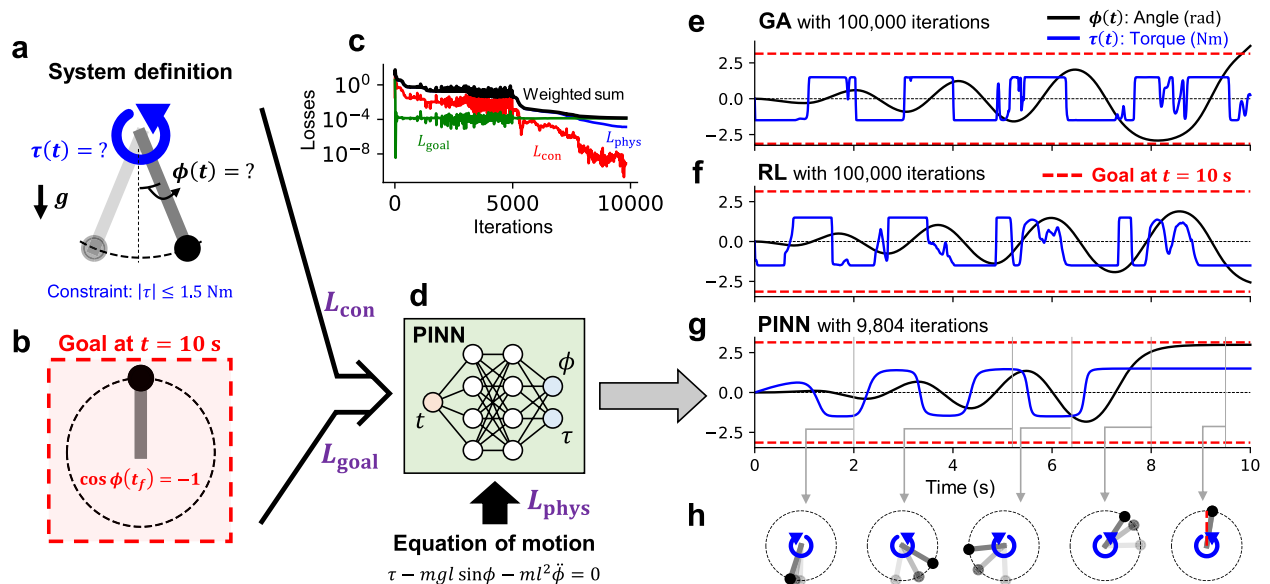 a
System definition
τ(t) = ?
ϕ(t) = ?
g
Constraint: |τ| ≤ 1.5 Nm
b
Goal at t = 10 s
cos ϕ(t_f) = −1
c
Losses
10^0
10^−4
10^−8
Weighted sum
L_goal
L_con
L_phys
0
5000
10000
Iterations
L_con
L_goal
d
PINN
t
ϕ
τ
L_phys
Equation of motion
τ − mgl sinϕ − ml²ϕ̈ = 0
e
GA with 100,000 iterations
ϕ(t): Angle (rad)
τ(t): Torque (Nm)
2.5
0.0
−2.5
f
RL with 100,000 iterations
Goal at t = 10 s
2.5
0.0
−2.5
g
PINN with 9,804 iterations
2.5
0.0
−2.5
0 2 4 6 8 10
Time (s)
h